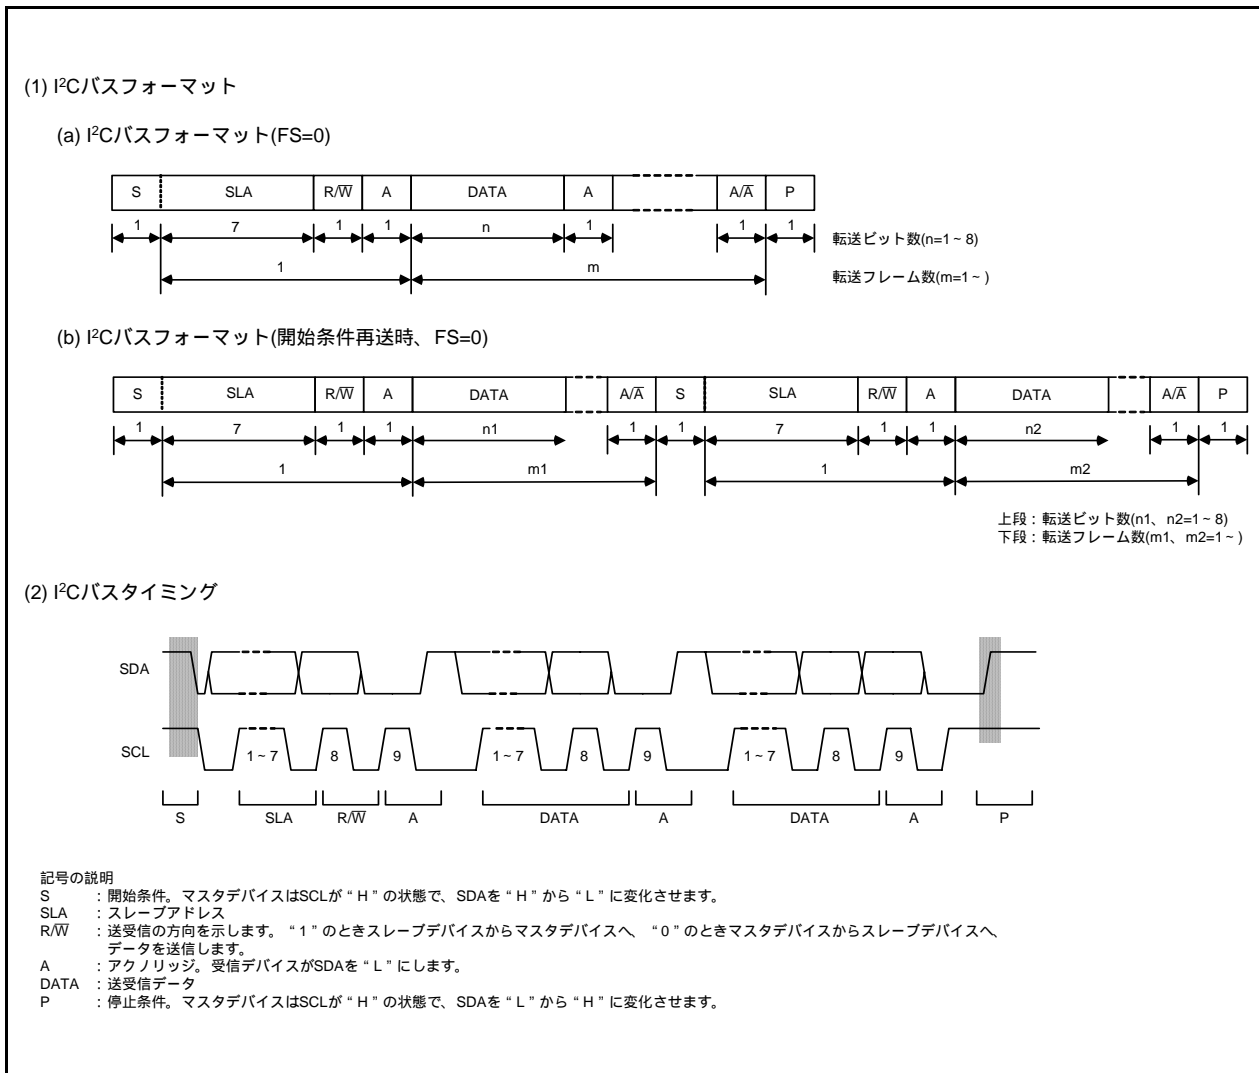 (1) I²Cバスフォーマット
(a) I²Cバスフォーマット(FS=0)
S SLA R/W̅ A DATA A A/A̅ P
1 7 1 1 n 1 1 1
転送ビット数(n=1~8)
1 m
転送フレーム数(m=1~ )
(b) I²Cバスフォーマット(開始条件再送時、FS=0)
S SLA R/W̅ A DATA A/A̅ S SLA R/W̅ A DATA A/A̅ P
1 7 1 1 n1 1 1 7 1 1 n2 1 1
1 m1 1 m2
上段:転送ビット数(n1、n2=1~8)
下段:転送フレーム数(m1、m2=1~ )
(2) I²Cバスタイミング
SDA
SCL 1~7 8 9 1~7 8 9 1~7 8 9
S SLA R/W̅ A DATA A DATA A P
記号の説明
S :開始条件。マスタデバイスはSCLが“H”の状態で、SDAを“H”から“L”に変化させます。
SLA :スレーブアドレス
R/W̅ :送受信の方向を示します。“1”のときスレーブデバイスからマスタデバイスへ、“0”のときマスタデバイスからスレーブデバイスへ、
データを送信します。
A :アクノリッジ。受信デバイスがSDAを“L”にします。
DATA :送受信データ
P :停止条件。マスタデバイスはSCLが“H”の状態で、SDAを“L”から“H”に変化させます。